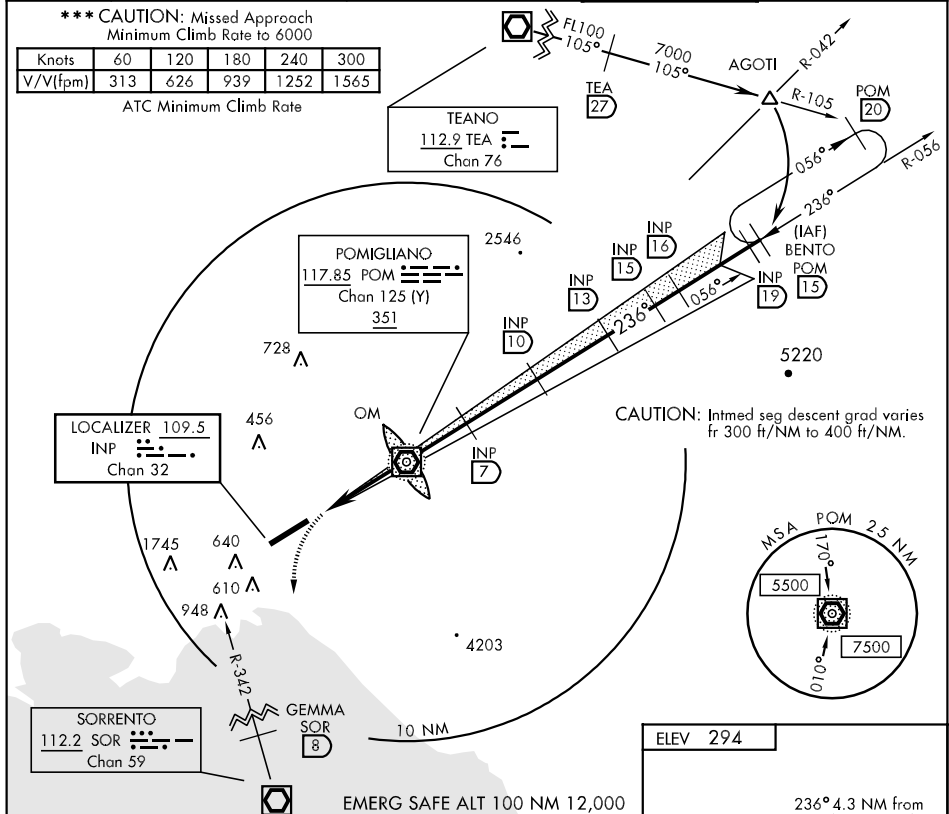 *** CAUTION: Missed Approach
Minimum Climb Rate to 6000
Knots 60 120 180 240 300
V/V(fpm) 313 626 939 1252 1565
ATC Minimum Climb Rate
FL100
105°
7000
105°
TEA
27
AGOTI
R-042
R-105
POM
20
R-056
056°
236°
TEANO
112.9 TEA
Chan 76
(IAF)
BENTO
POM
15
INP
19
INP
16
INP
15
INP
13
INP
10
INP
7
236°
056°
2546
POMIGLIANO
117.85 POM
Chan 125 (Y)
351
728
456
OM
5220
CAUTION: Intmed seg descent grad varies
fr 300 ft/NM to 400 ft/NM.
LOCALIZER 109.5
INP
Chan 32
1745
640
610
948
4203
R-342
GEMMA
SOR
8
10 NM
SORRENTO
112.2 SOR
Chan 59
MSA POM 25 NM
170°
5500
7500
010°
EMERG SAFE ALT 100 NM 12,000
ELEV 294
236° 4.3 NM from